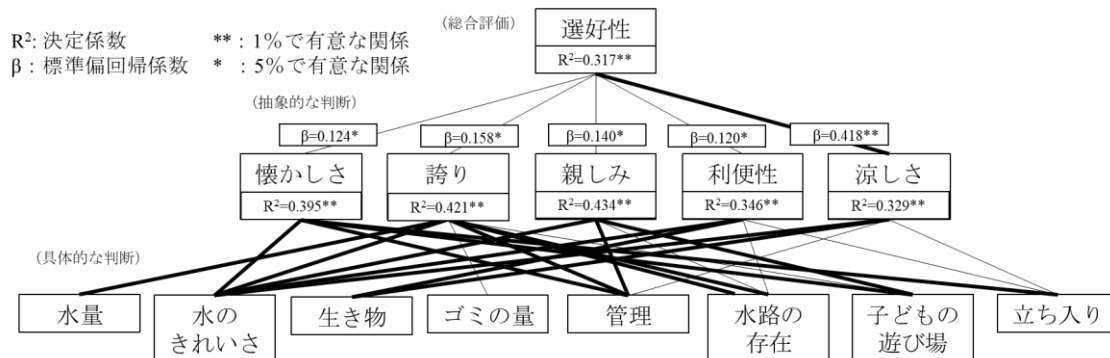 (総合評価)
選好性
R²=0.317**
R²: 決定係数
** : 1%で有意な関係
β : 標準偏回帰係数
* : 5%で有意な関係
(抽象的な判断)
β=0.124*
β=0.158*
β=0.140*
β=0.120*
β=0.418**
懐かしさ
R²=0.395**
誇り
R²=0.421**
親しみ
R²=0.434**
利便性
R²=0.346**
涼しさ
R²=0.329**
(具体的な判断)
水量
水の
きれいさ
生き物
ゴミの量
管理
水路の
存在
子どもの
遊び場
立ち入り